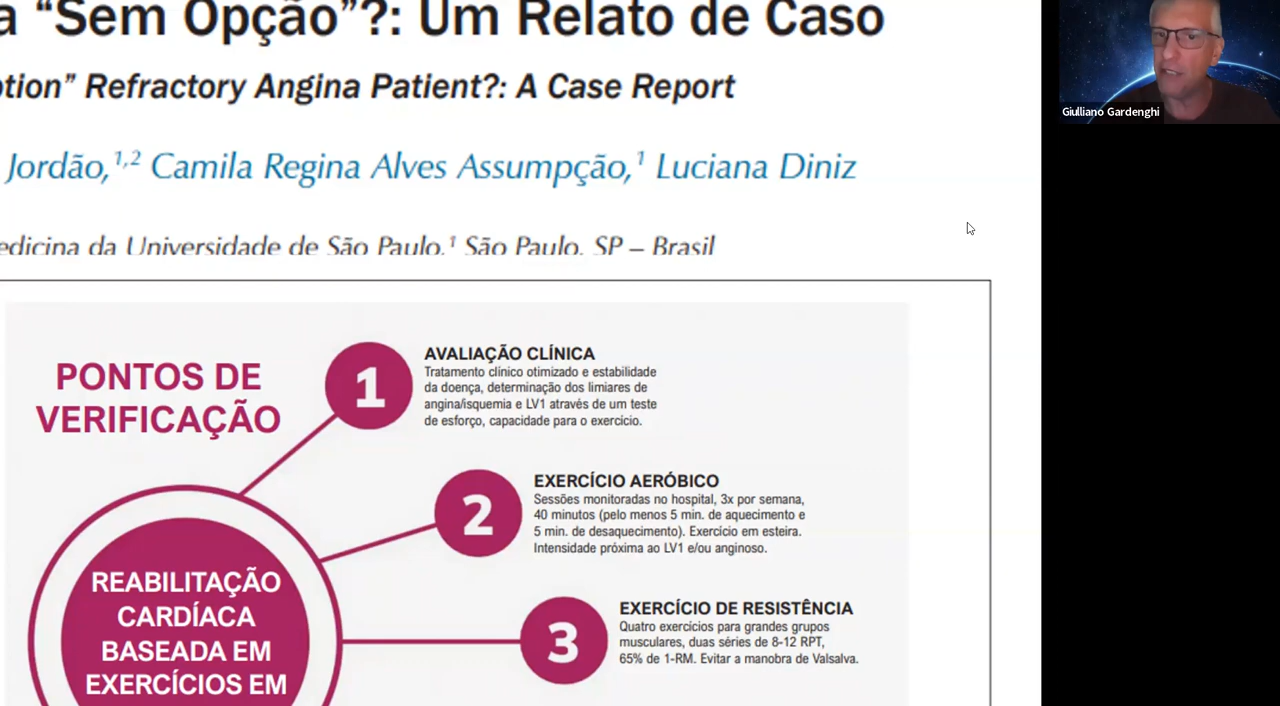 a “Sem Opção”?: Um Relato de Caso
Refractory Angina Patient?: A Case Report
Jordão,1,2 Camila Regina Alves Assumpção,1 Luciana Diniz
da Universidade de São Paulo,1 São Paulo, SP – Brasil
Giulliano Gardenghi
PONTOS DE
VERIFICAÇÃO
1
AVALIAÇÃO CLÍNICA
Tratamento clínico otimizado e estabilidade
da doença, determinação dos limiares de
angina/isquemia e LV1 através de um teste
de esforço, capacidade para o exercício.
2
EXERCÍCIO AERÓBICO
Sessões monitoradas no hospital, 3x por semana,
40 minutos (pelo menos 5 min. de aquecimento e
5 min. de desaquecimento). Exercício em esteira.
Intensidade próxima ao LV1 e/ou anginoso.
3
EXERCÍCIO DE RESISTÊNCIA
Quatro exercícios para grandes grupos
musculares, duas séries de 8-12 RPT,
65% de 1-RM. Evitar a manobra de Valsalva.
REABILITAÇÃO
CARDÍACA
BASEADA EM
EXERCÍCIOS EM